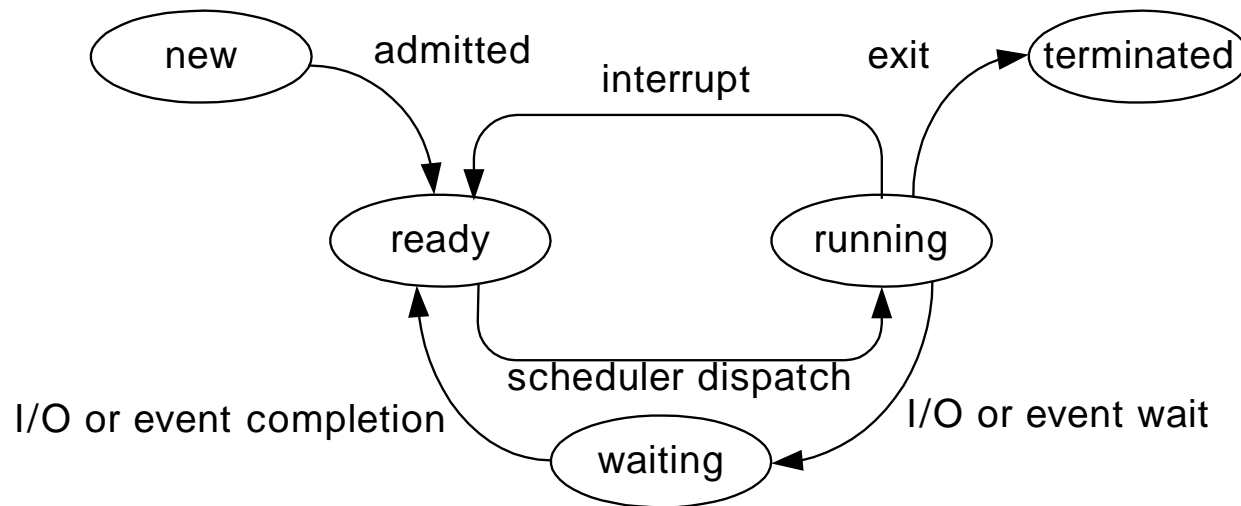 new
admitted
exit
terminated
interrupt
ready
running
scheduler dispatch
I/O or event completion
I/O or event wait
waiting